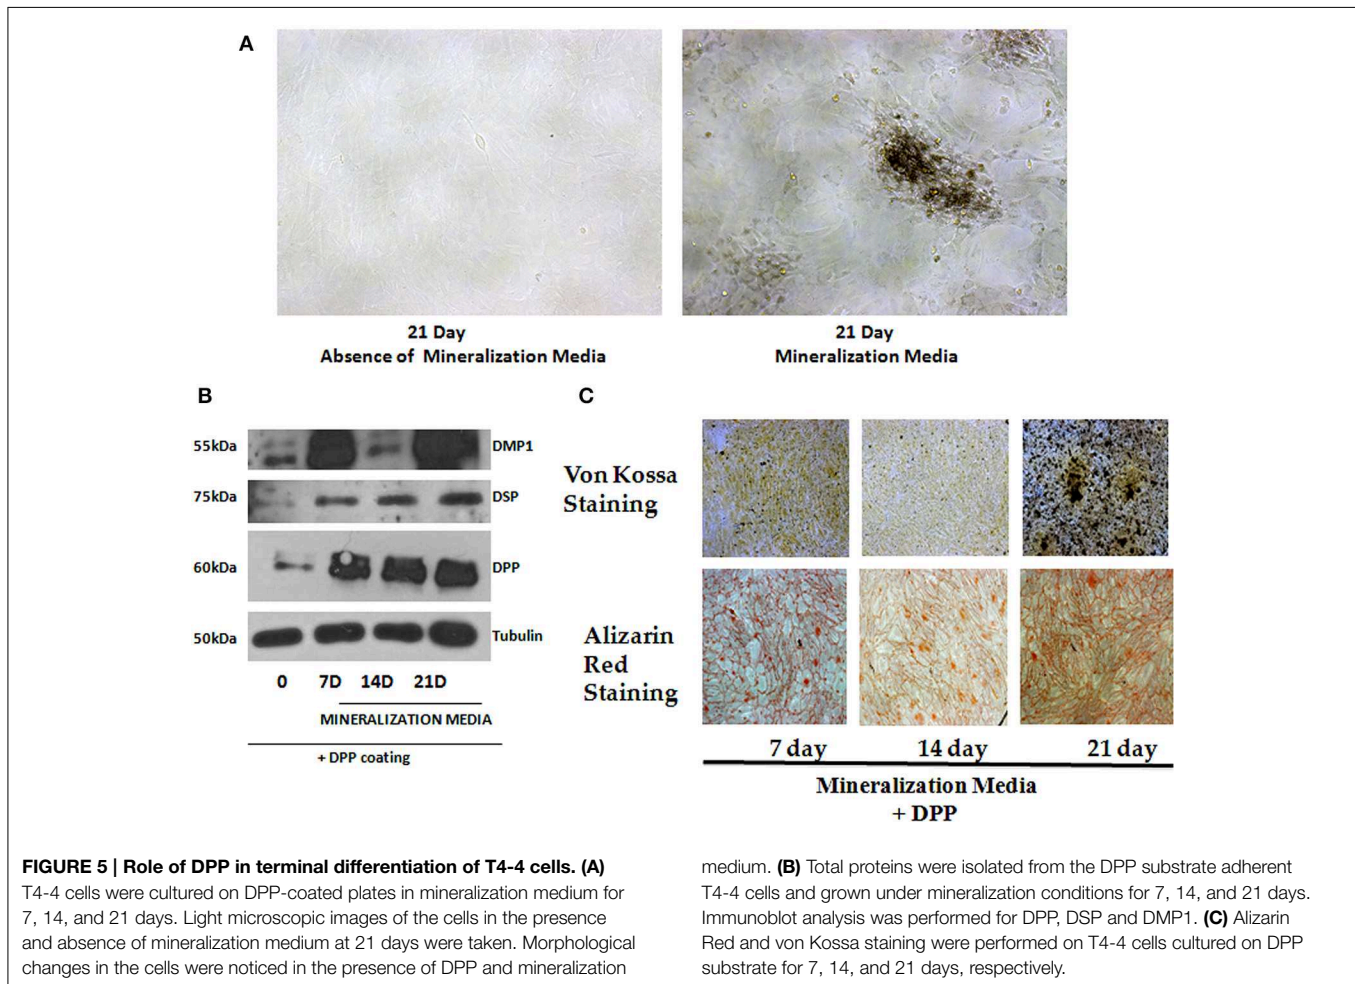 A
21 Day
Absence of Mineralization Media
21 Day
Mineralization Media
B
55kDa
DMP1
75kDa
DSP
60kDa
DPP
50kDa
Tubulin
0 7D 14D 21D
MINERALIZATION MEDIA
+ DPP coating
C
Von Kossa
Staining
Alizarin
Red
Staining
7 day 14 day 21 day
Mineralization Media
+ DPP
FIGURE 5 | Role of DPP in terminal differentiation of T4-4 cells. (A)
T4-4 cells were cultured on DPP-coated plates in mineralization medium for
7, 14, and 21 days. Light microscopic images of the cells in the presence
and absence of mineralization medium at 21 days were taken. Morphological
changes in the cells were noticed in the presence of DPP and mineralization
medium. (B) Total proteins were isolated from the DPP substrate adherent
T4-4 cells and grown under mineralization conditions for 7, 14, and 21 days.
Immunoblot analysis was performed for DPP, DSP and DMP1. (C) Alizarin
Red and von Kossa staining were performed on T4-4 cells cultured on DPP
substrate for 7, 14, and 21 days, respectively.